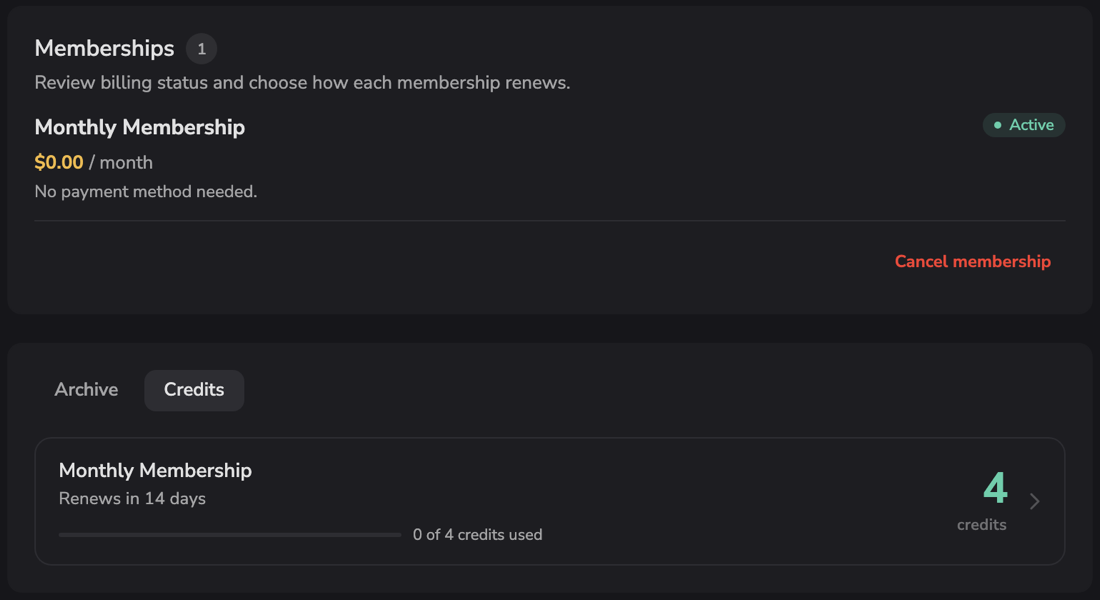 Memberships 1
Review billing status and choose how each membership renews.
Monthly Membership
Active
$0.00 / month
No payment method needed.
Cancel membership
Archive Credits
Monthly Membership
Renews in 14 days
0 of 4 credits used
4
credits